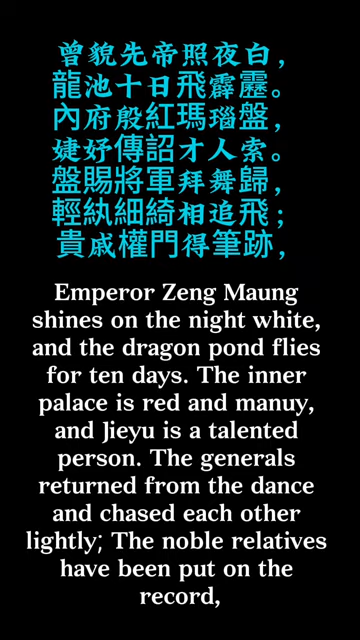 曾貌先帝照夜白，
龍池十日飛霹靂。
內府殷紅瑪瑙盤，
婕妤傳詔才人索。
盤賜將軍拜舞歸，
輕紈細綺相追飛；
貴戚權門得筆跡，
Emperor Zeng Maung
shines on the night white,
and the dragon pond flies
for ten days. The inner
palace is red and manuy,
and Jieyu is a talented
person. The generals
returned from the dance
and chased each other
lightly; The noble relatives
have been put on the
record,